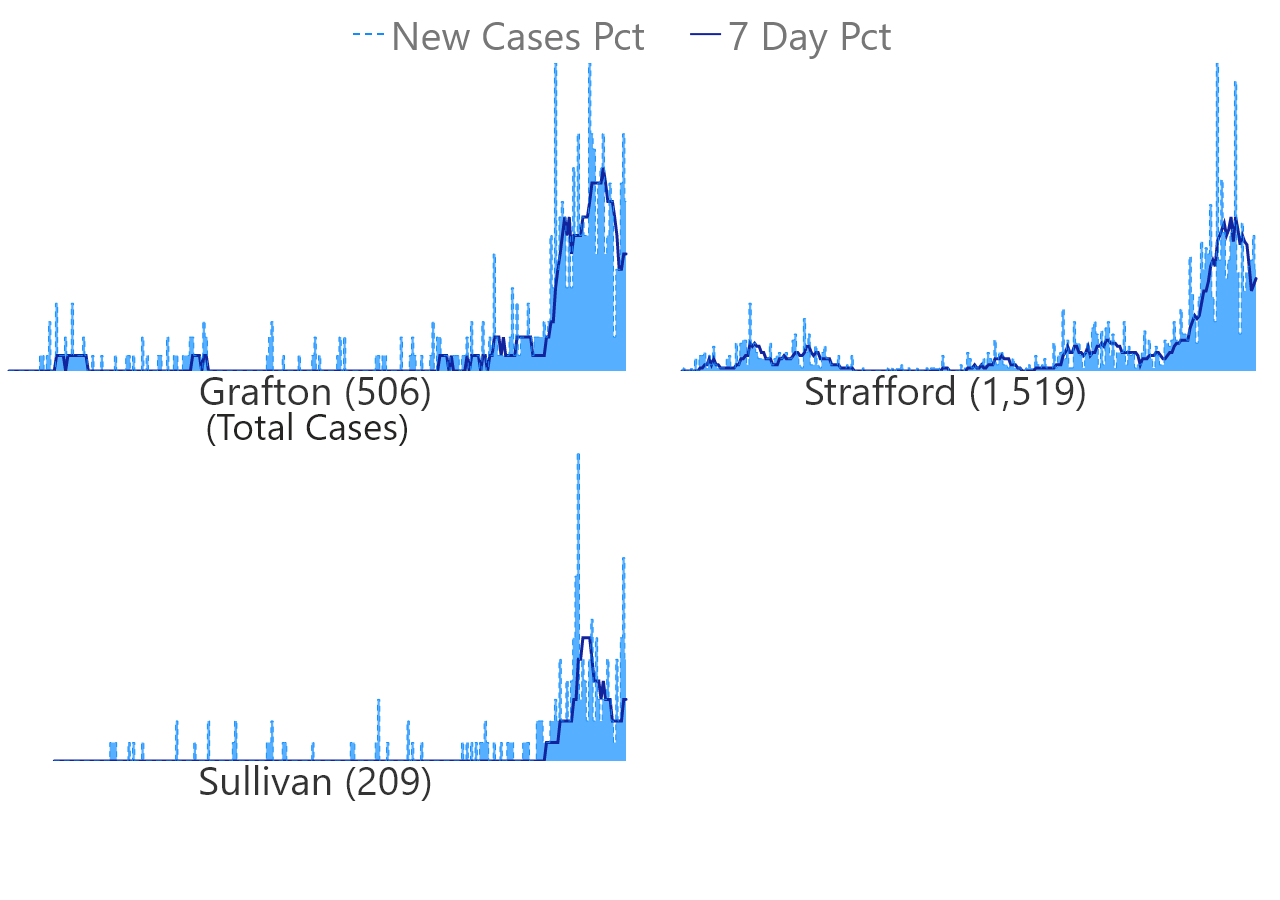 New Cases Pct 7 Day Pct
Grafton (506)
(Total Cases)
Strafford (1,519)
Sullivan (209)